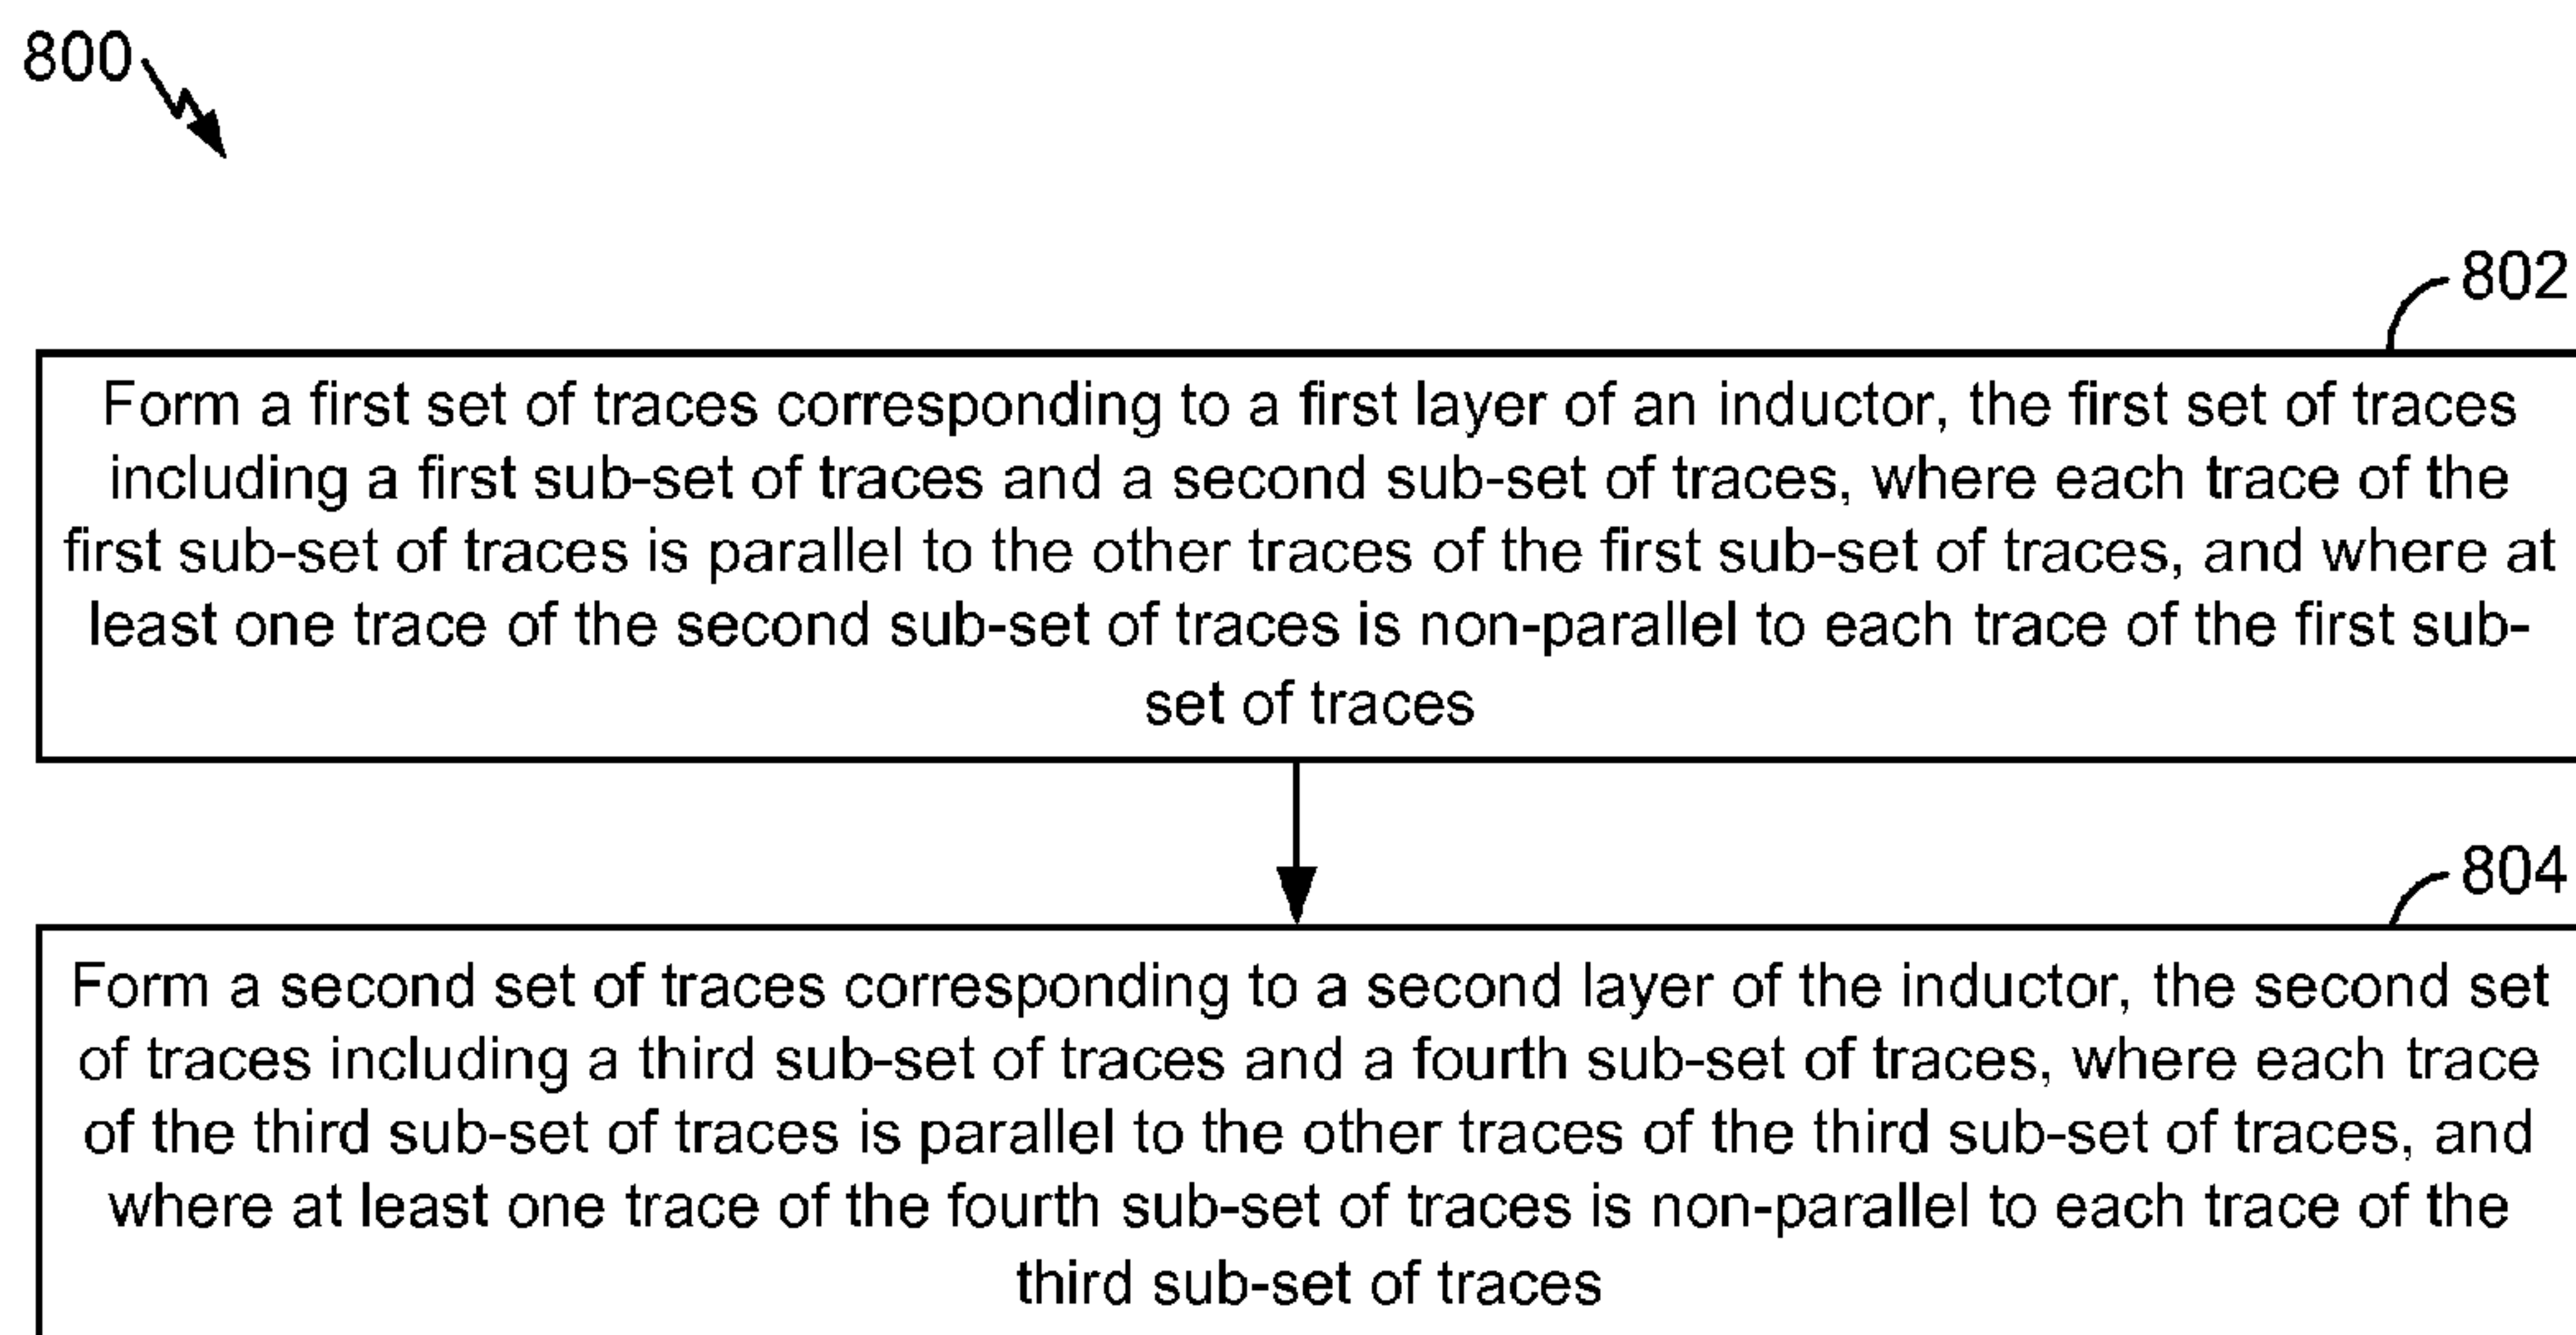 800
802
Form a first set of traces corresponding to a first layer of an inductor, the first set of traces
including a first sub-set of traces and a second sub-set of traces, where each trace of the
first sub-set of traces is parallel to the other traces of the first sub-set of traces, and where at
least one trace of the second sub-set of traces is non-parallel to each trace of the first sub-
set of traces
804
Form a second set of traces corresponding to a second layer of the inductor, the second set
of traces including a third sub-set of traces and a fourth sub-set of traces, where each trace
of the third sub-set of traces is parallel to the other traces of the third sub-set of traces, and
where at least one trace of the fourth sub-set of traces is non-parallel to each trace of the
third sub-set of traces